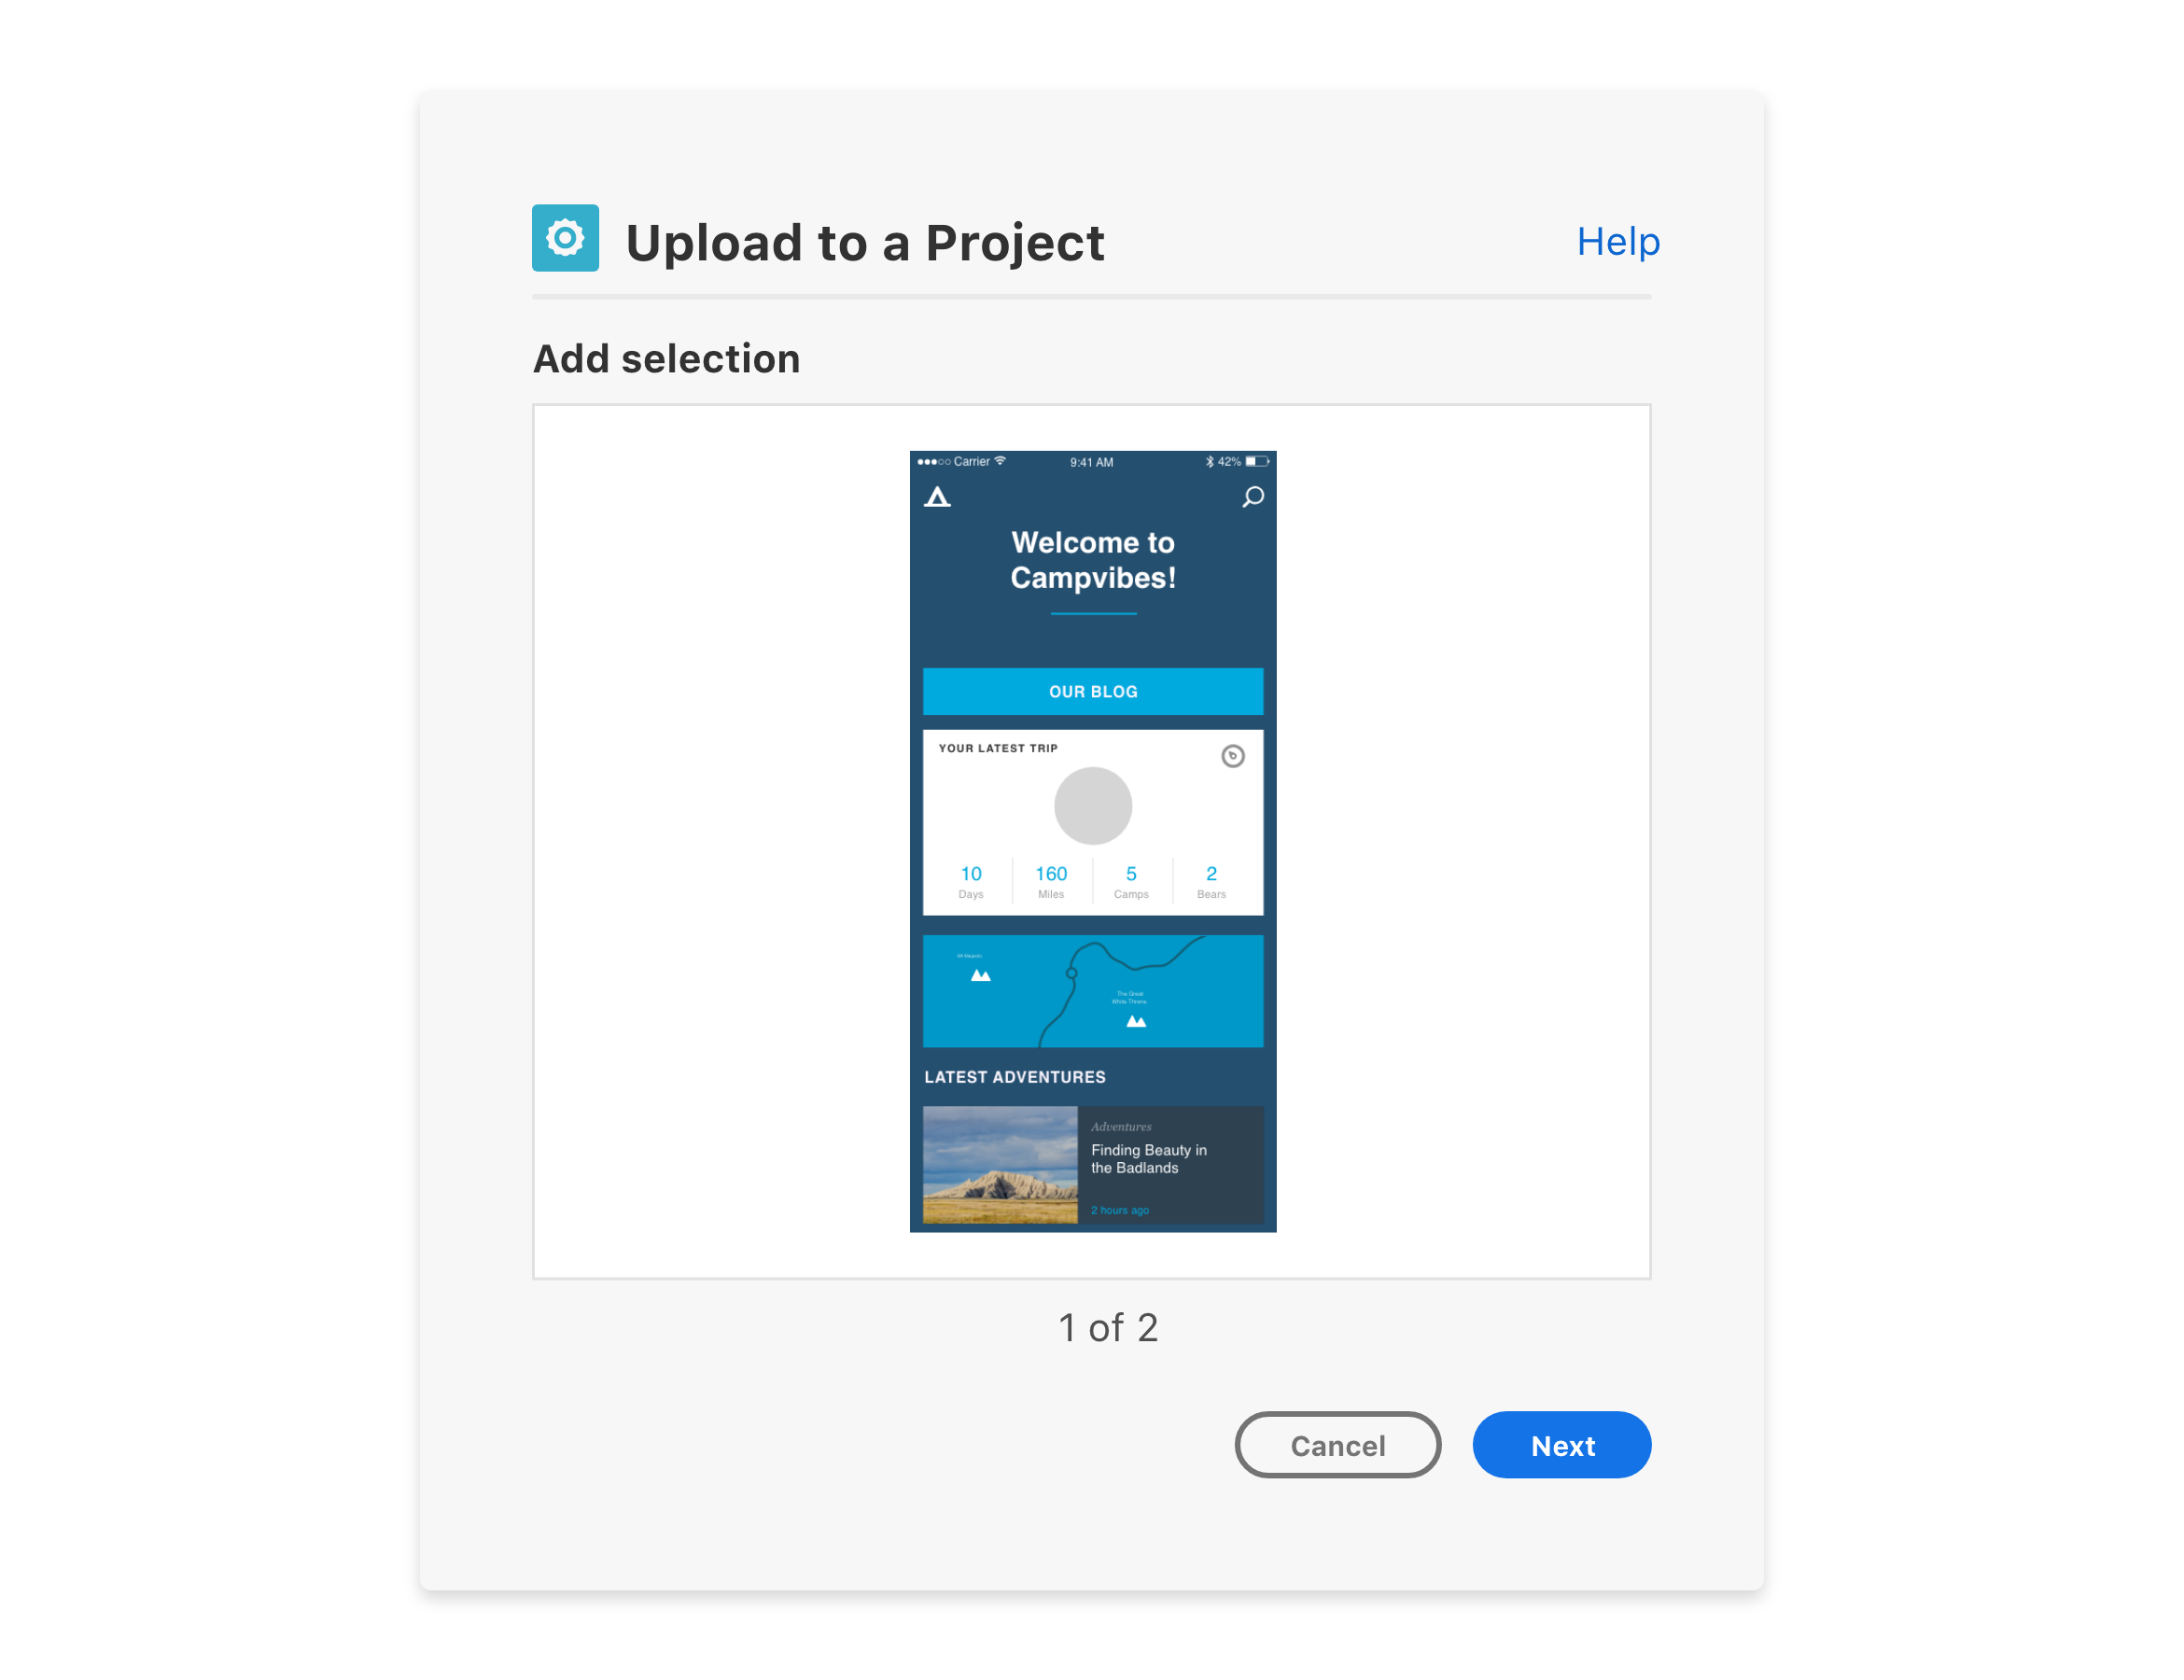 Upload to a Project
Help
Add selection
Carrier
9:41 AM
42%
Welcome to
Campvibes!
OUR BLOG
YOUR LATEST TRIP
10
Days
160
Miles
5
Camps
2
Bears
The Great
White Throne
LATEST ADVENTURES
Adventures
Finding Beauty in
the Badlands
2 hours ago
1 of 2
Cancel
Next